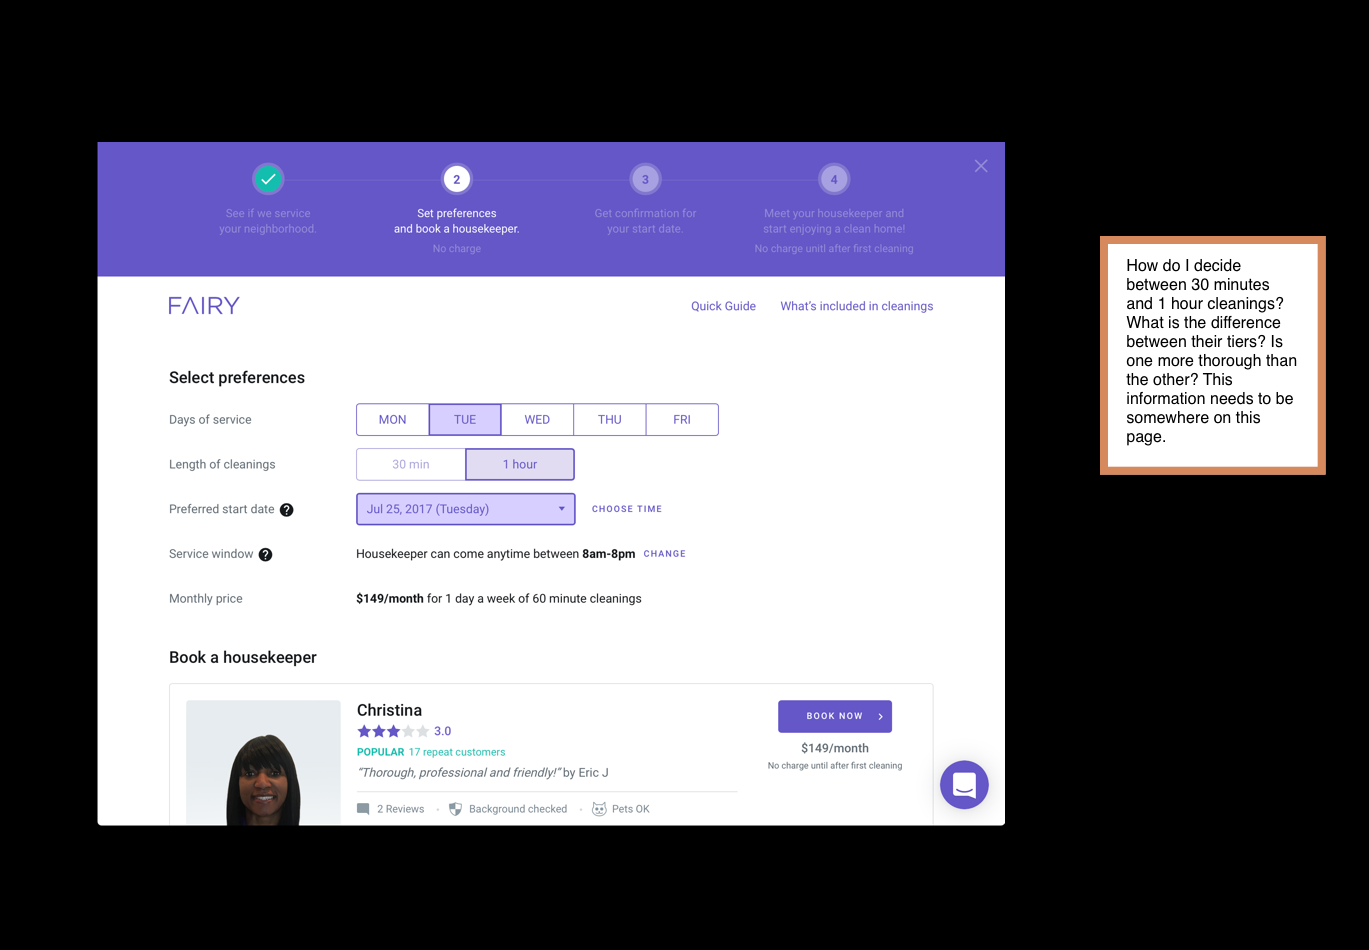 2
3
4
See if we service
your neighborhood.
Set preferences
and book a housekeeper.
No charge
Get confirmation for
your start date.
Meet your housekeeper and
start enjoying a clean home!
No charge unitl after first cleaning
FAIRY
Quick Guide
What's included in cleanings
Select preferences
Days of service
MON
TUE
WED
THU
FRI
Length of cleanings
30 min
1 hour
Preferred start date ?
Jul 25, 2017 (Tuesday)
CHOOSE TIME
Service window ?
Housekeeper can come anytime between 8am-8pm
CHANGE
Monthly price
$149/month for 1 day a week of 60 minute cleanings
Book a housekeeper
Christina
3.0
POPULAR 17 repeat customers
"Thorough, professional and friendly!" by Eric J
2 Reviews
Background checked
Pets OK
BOOK NOW
$149/month
No charge until after first cleaning
How do I decide
between 30 minutes
and 1 hour cleanings?
What is the difference
between their tiers? Is
one more thorough than
the other? This
information needs to be
somewhere on this
page.